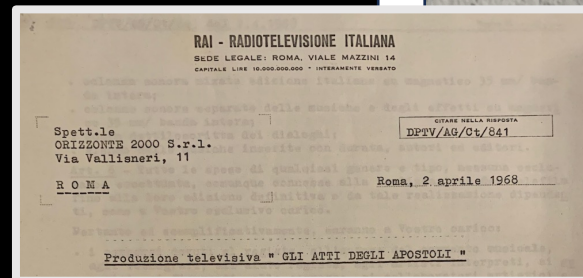 RAI - RADIOTELEVISIONE ITALIANA
SEDE LEGALE: ROMA, VIALE MAZZINI 14
CAPITALE LIRE 10.000.000.000 - INTERAMENTE VERSATO
Spett.le
ORIZZONTE 2000 S.r.l.
Via Vallisneri, 11
R O M A
CITARE NELLA RISPOSTA
DPTV/AG/Ct/841
Roma, 2 aprile 1968
Produzione televisiva " GLI ATTI DEGLI APOSTOLI "